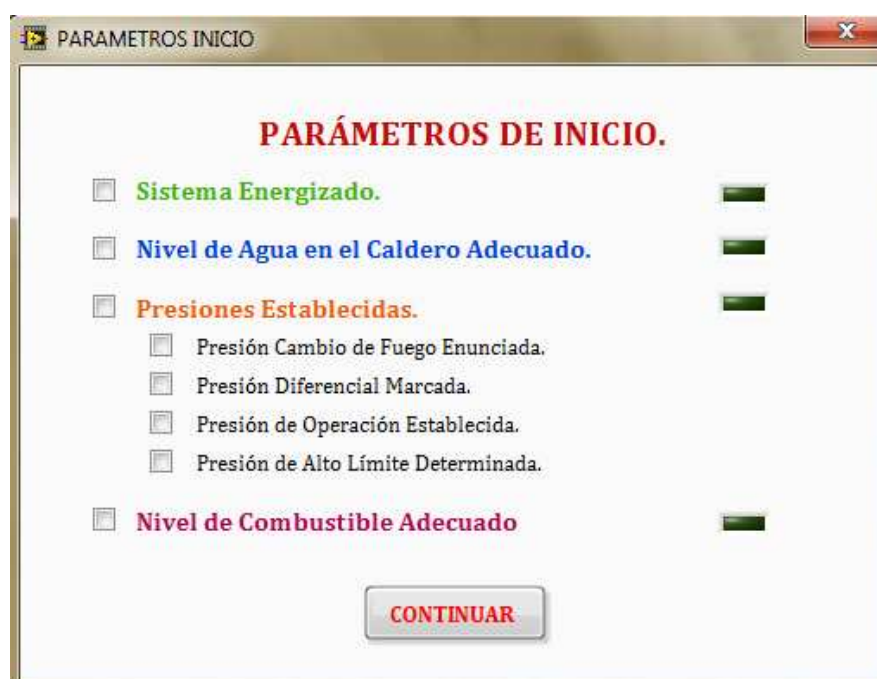 PARAMETROS INICIO
PARÁMETROS DE INICIO.
Sistema Energizado.
Nivel de Agua en el Caldero Adecuado.
Presiones Establecidas.
Presión Cambio de Fuego Enunciada.
Presión Diferencial Marcada.
Presión de Operación Establecida.
Presión de Alto Límite Determinada.
Nivel de Combustible Adecuado
CONTINUAR